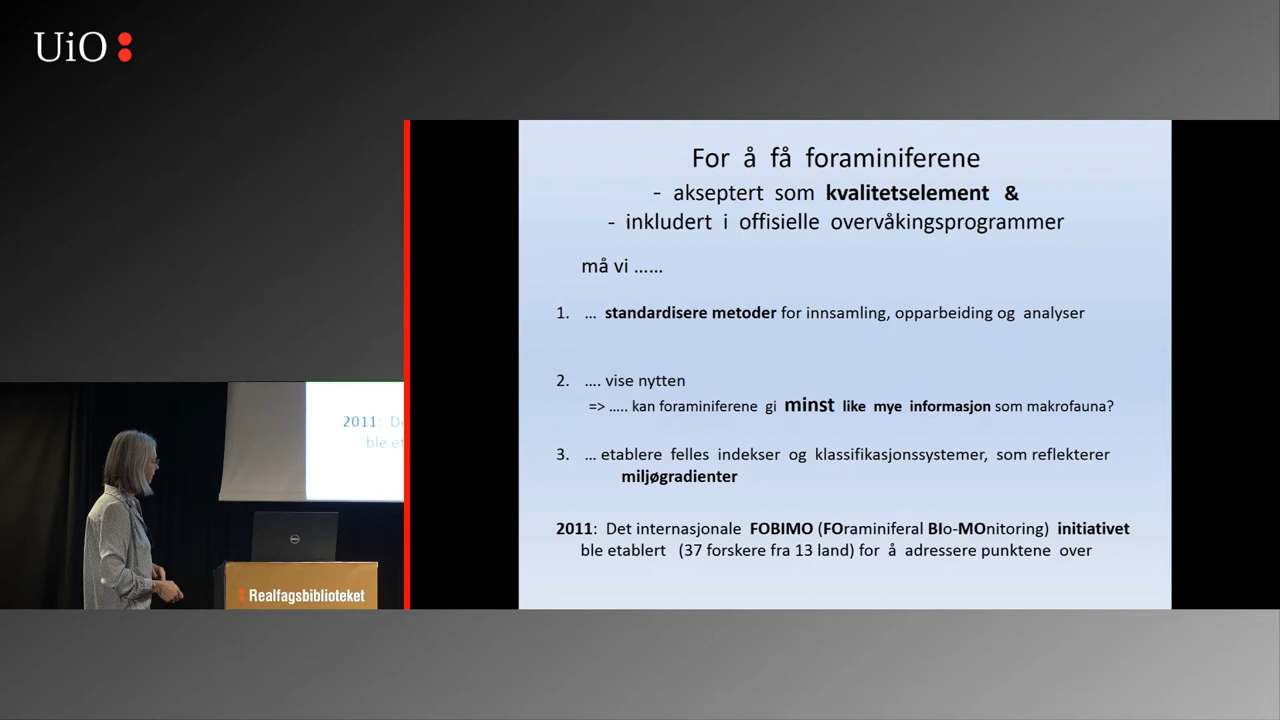 UiO
For å få foraminiferene
- akseptert som kvalitetselement &
- inkludert i offisielle overvåkingsprogrammer
må vi ......
1. ... standardisere metoder for innsamling, opparbeiding og analyser
2. .... vise nytten
=> ..... kan foraminiferene gi minst like mye informasjon som makrofauna?
3. ... etablere felles indekser og klassifikasjonssystemer, som reflekterer
miljøgradienter
2011: Det internasjonale FOBIMO (FOraminiferal BIo-MOnitoring) initiativet
ble etablert (37 forskere fra 13 land) for å adressere punktene over
2011: De
ble et
DELL
Realfagsbiblioteket